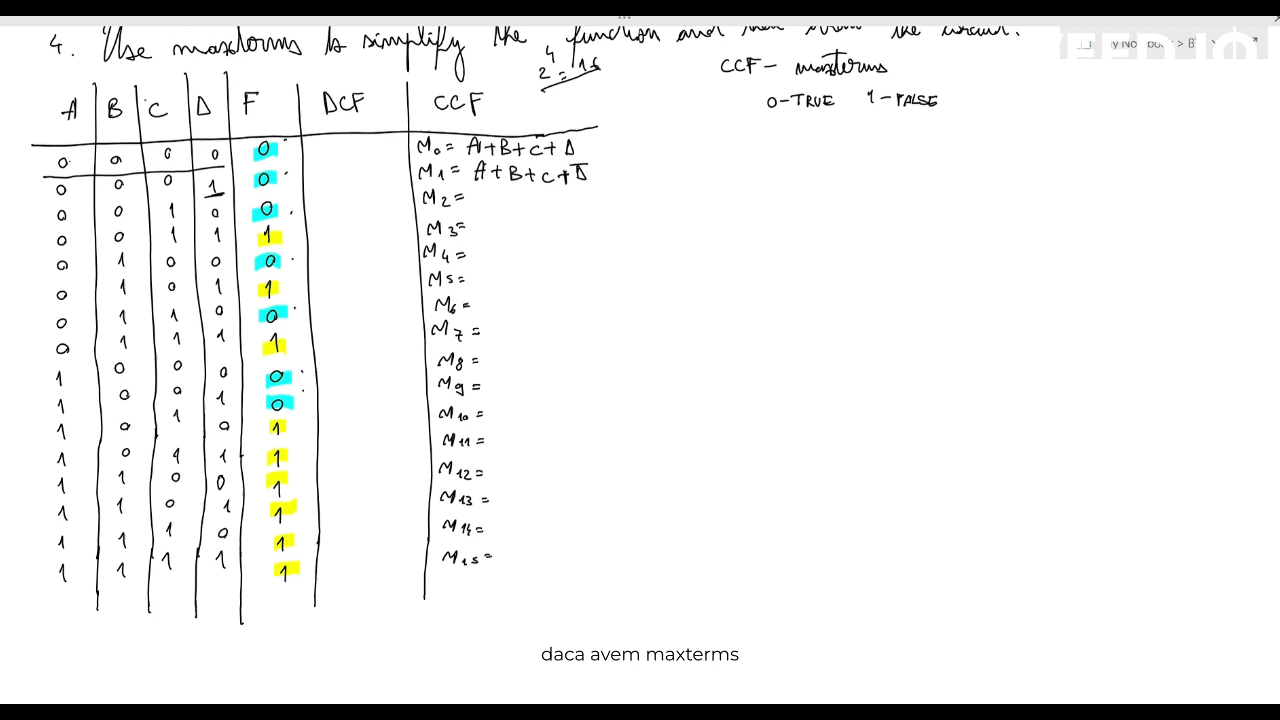 4. Use maxterms to simplify the function and then draw the circuit.
2^4 = 16
CCF - maxterms
0-TRUE 1-FALSE
A B C D F DCF CCF
0 0 0 0 0 M0 = A+B+C+D
0 0 0 1 0 M1 = A+B+C+D̅
0 0 1 0 0 M2 =
0 0 1 1 1 M3=
0 1 0 0 0 M4 =
0 1 0 1 1 M5=
0 1 1 0 0 M6 =
0 1 1 1 1 M7 =
1 0 0 0 0 M8 =
1 0 0 1 0 M9 =
1 0 1 0 1 M10 =
1 0 1 1 1 M11 =
1 1 0 0 1 M12 =
1 1 0 1 1 M13 =
1 1 1 0 1 M14 =
1 1 1 1 1 M15 =
daca avem maxterms